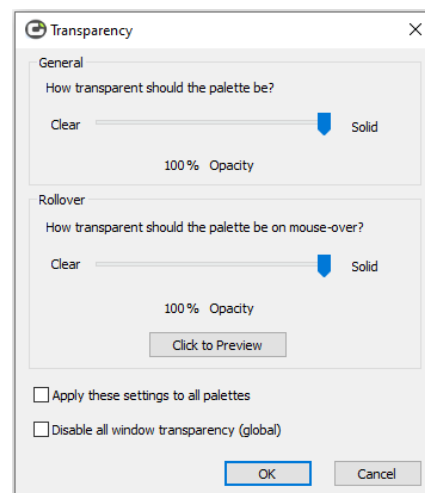 Transparency
General
How transparent should the palette be?
Clear
Solid
100 % Opacity
Rollover
How transparent should the palette be on mouse-over?
Clear
Solid
100 % Opacity
Click to Preview
Apply these settings to all palettes
Disable all window transparency (global)
OK
Cancel